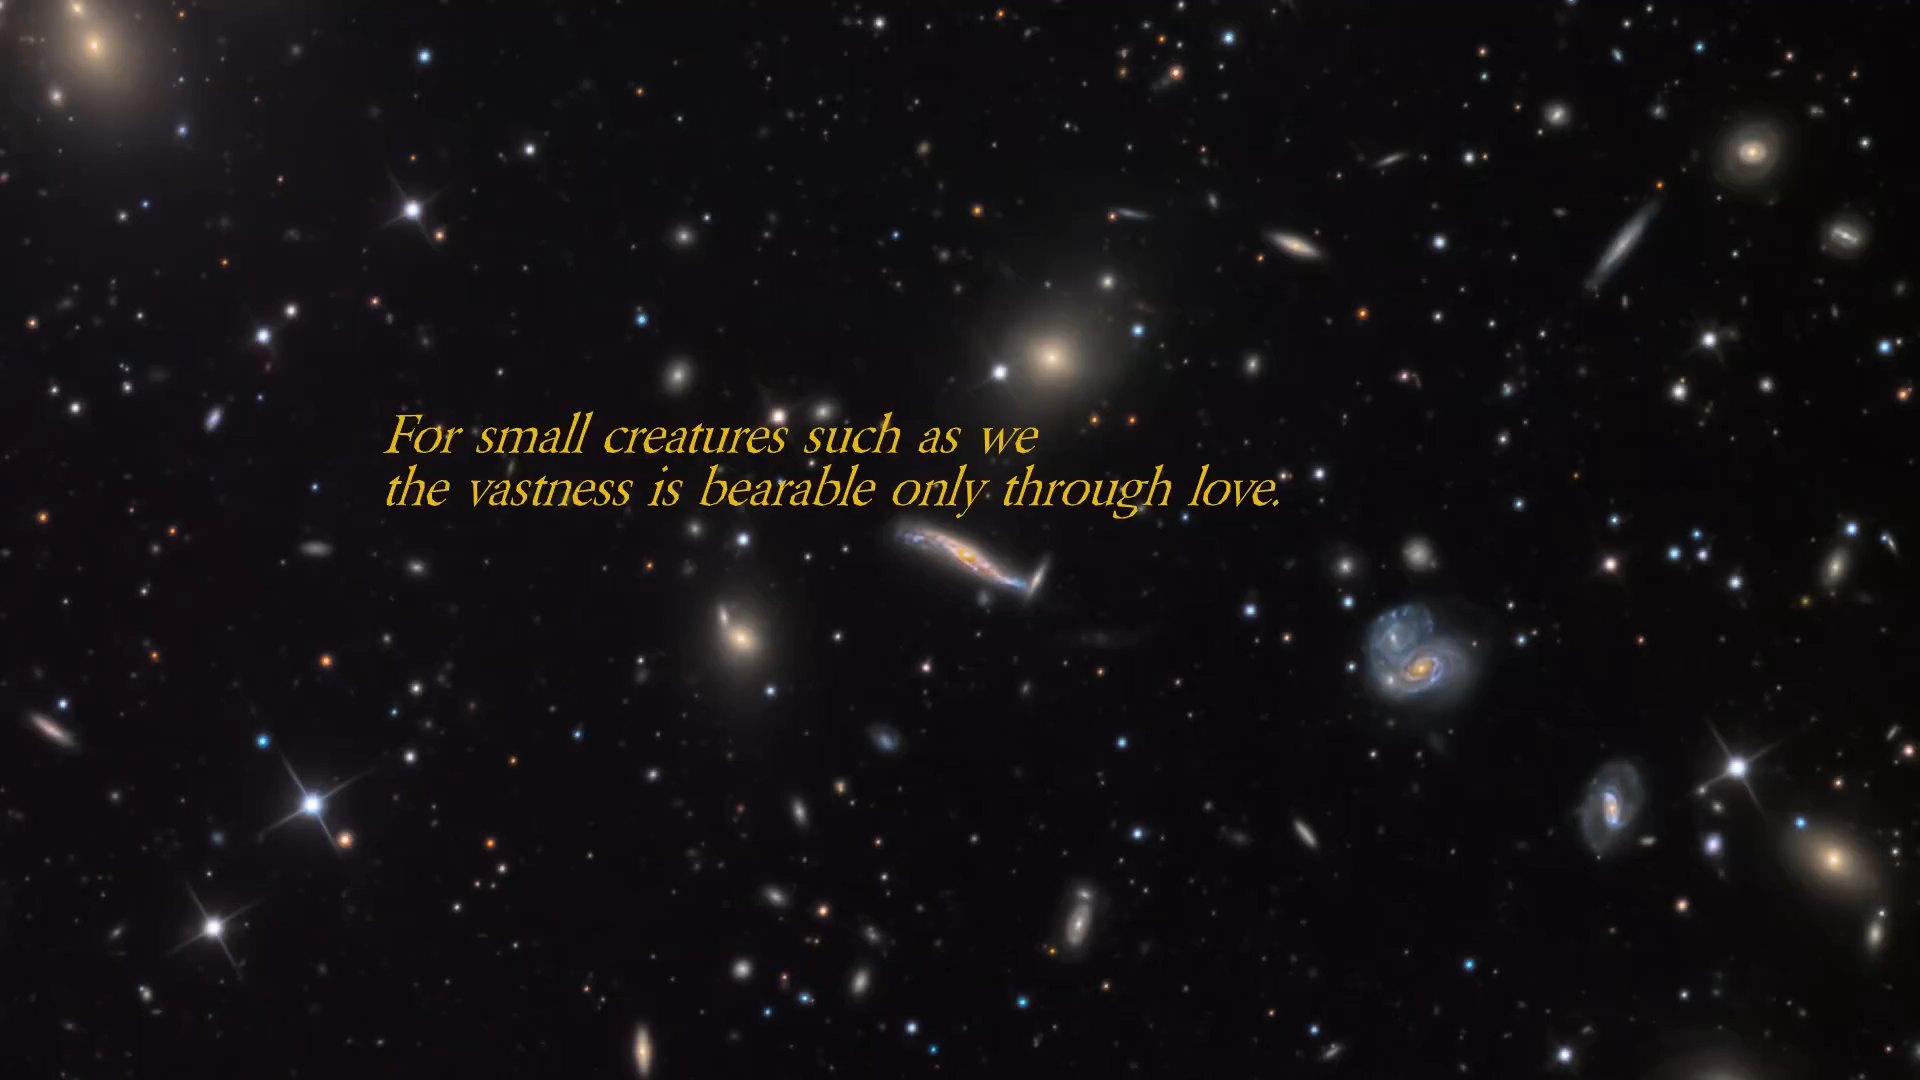 For small creatures such as we
the vastness is bearable only through love.